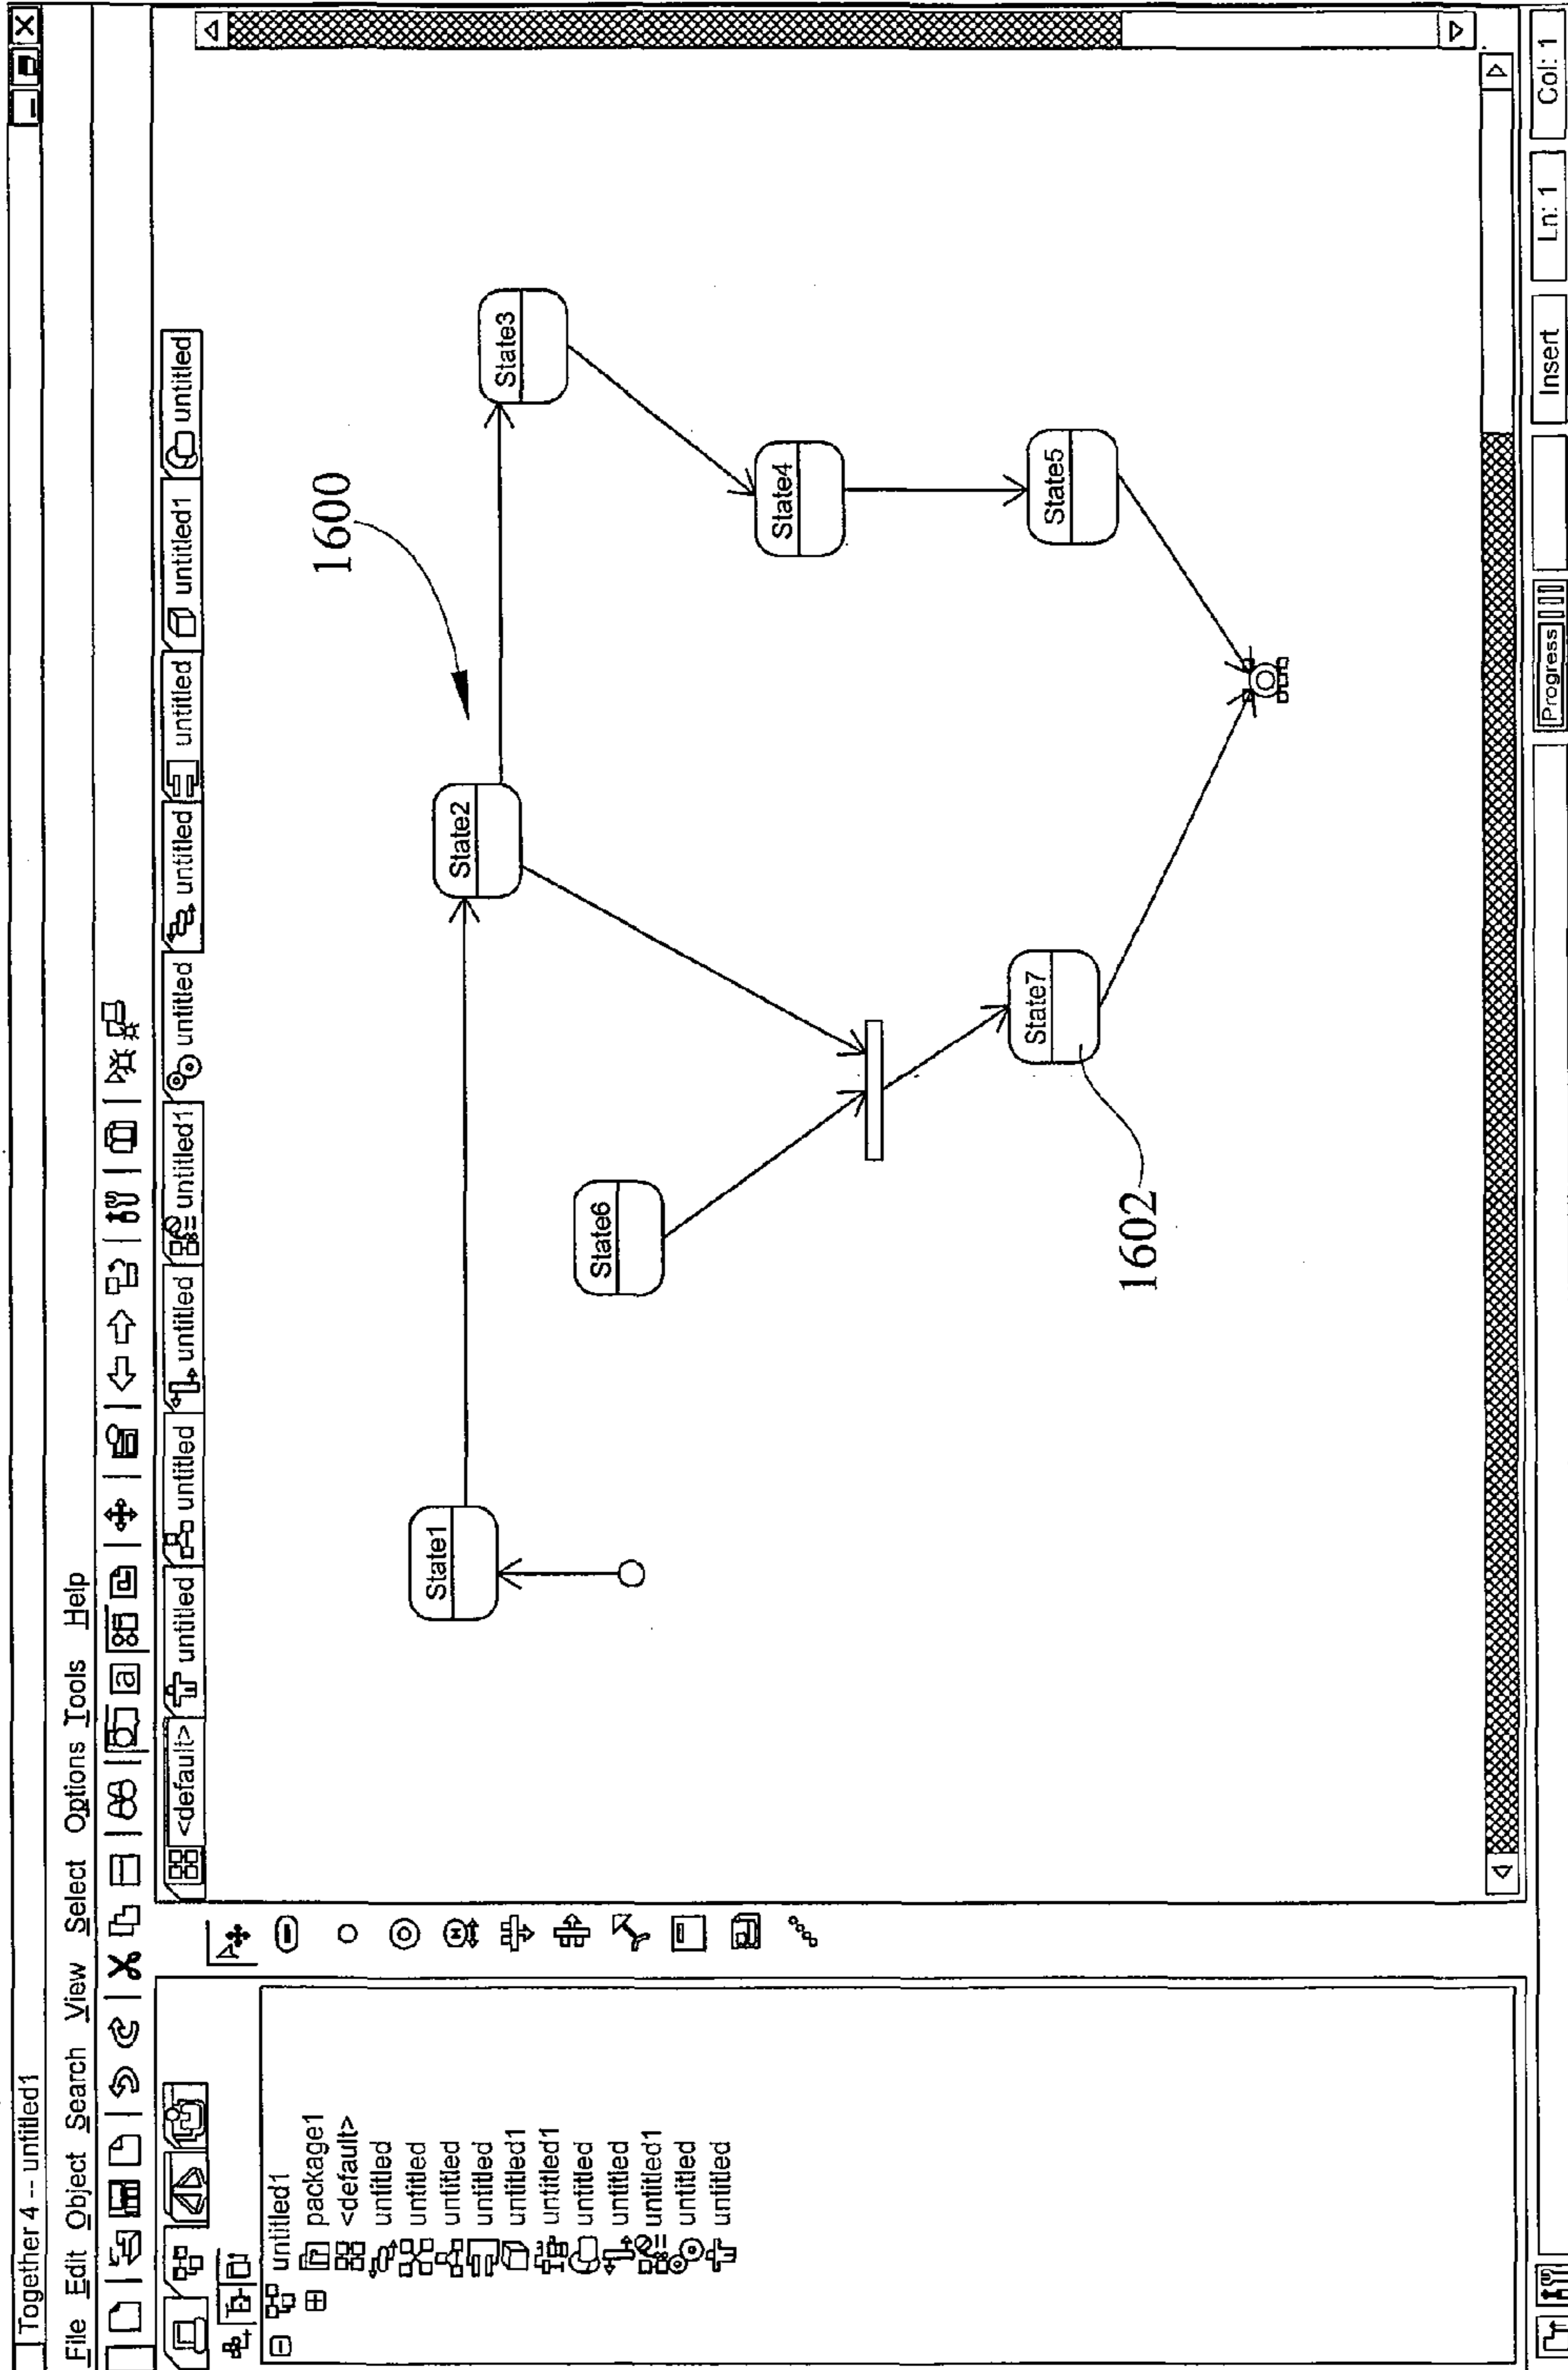 Together 4 -- untitled1
File Edit Object Search View Select Options Tools Help
<default> untitled untitled untitled untitled1 untitled untitled untitled untitled1 untitled
untitled1
package1
<default>
untitled
untitled
untitled
untitled
untitled1
untitled1
untitled
untitled
untitled1
untitled
untitled
1600
State1
State2
State3
State6
State4
State7
State5
1602
Progress
Insert
Ln: 1
Col: 1